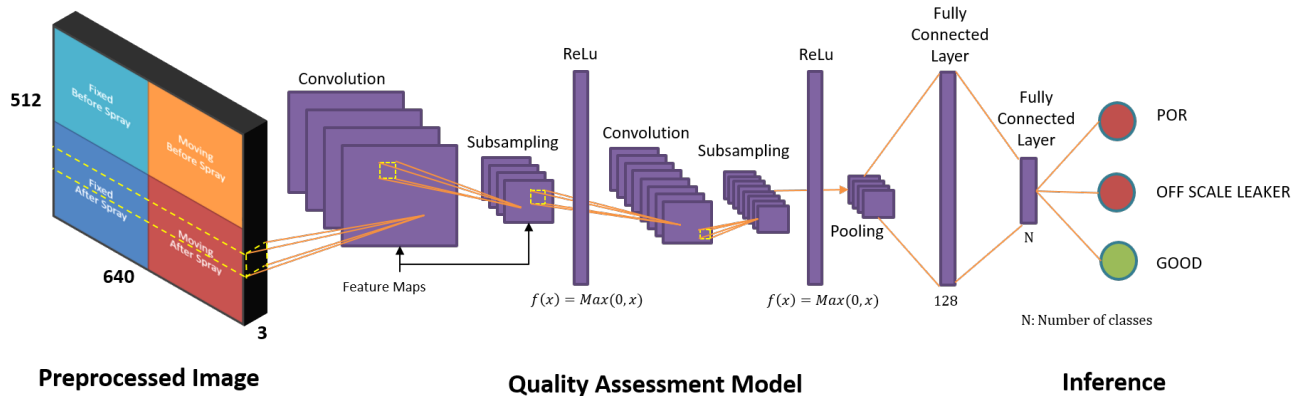 512
640
3
Fixed
Before Spray
Moving
Before Spray
Fixed
After Spray
Moving
After Spray
Convolution
Feature Maps
Subsampling
ReLu
f(x) = Max(0, x)
Convolution
Subsampling
ReLu
f(x) = Max(0, x)
Pooling
Fully
Connected
Layer
128
Fully
Connected
Layer
N
POR
OFF SCALE LEAKER
GOOD
N: Number of classes
Preprocessed Image
Quality Assessment Model
Inference